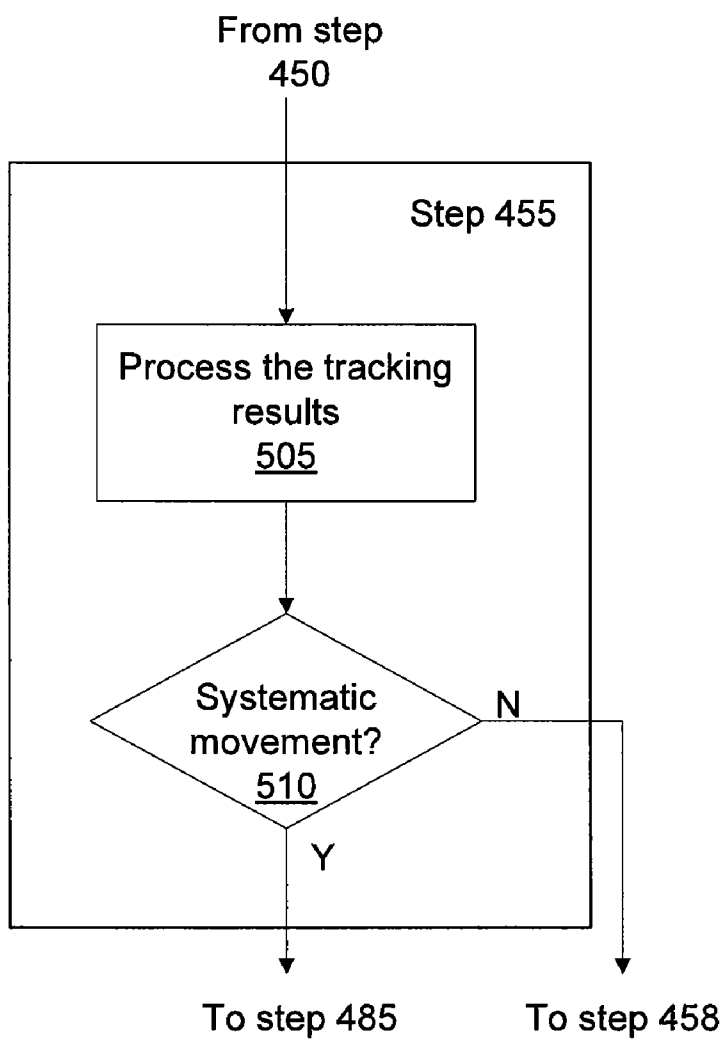 From step
450
Step 455
Process the tracking
results
505
Systematic
movement?
510
N
Y
To step 485
To step 458